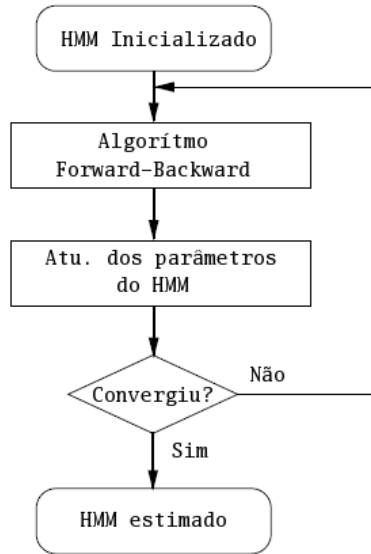 HMM Inicializado
Algorítmo
Forward-Backward
Atu. dos parâmetros
do HMM
Convergiu?
Não
Sim
HMM estimado